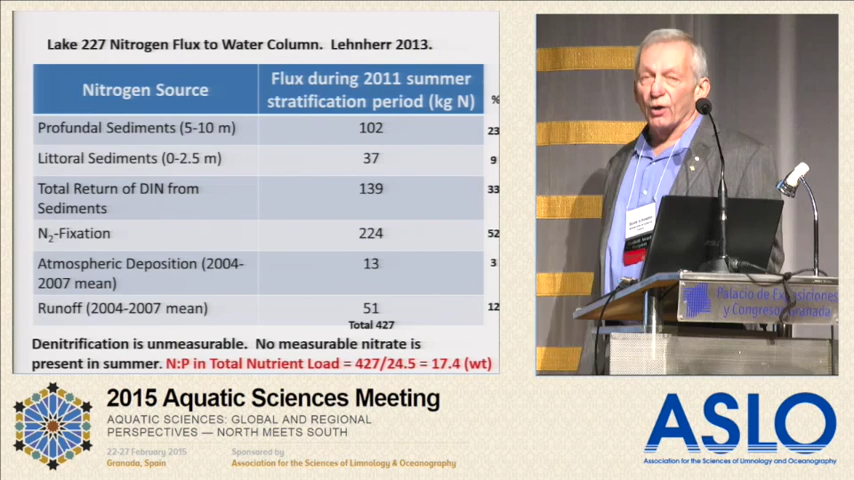 Lake 227 Nitrogen Flux to Water Column. Lehnherr 2013.
Nitrogen Source
Flux during 2011 summer
stratification period (kg N)
%
Profundal Sediments (5-10 m) 102 23
Littoral Sediments (0-2.5 m) 37 9
Total Return of DIN from
Sediments
139 33
N2-Fixation 224 52
Atmospheric Deposition (2004-
2007 mean)
13 3
Runoff (2004-2007 mean) 51 12
Total 427
Denitrification is unmeasurable. No measurable nitrate is
present in summer. N:P in Total Nutrient Load = 427/24.5 = 17.4 (wt)
Palacio de Exposiciones
y Congresos Granada
2015 Aquatic Sciences Meeting
AQUATIC SCIENCES: GLOBAL AND REGIONAL
PERSPECTIVES — NORTH MEETS SOUTH
22-27 February 2015
Granada, Spain
Sponsored by
Association for the Sciences of Limnology & Oceanography
ASLO
Association for the Sciences of Limnology and Oceanography